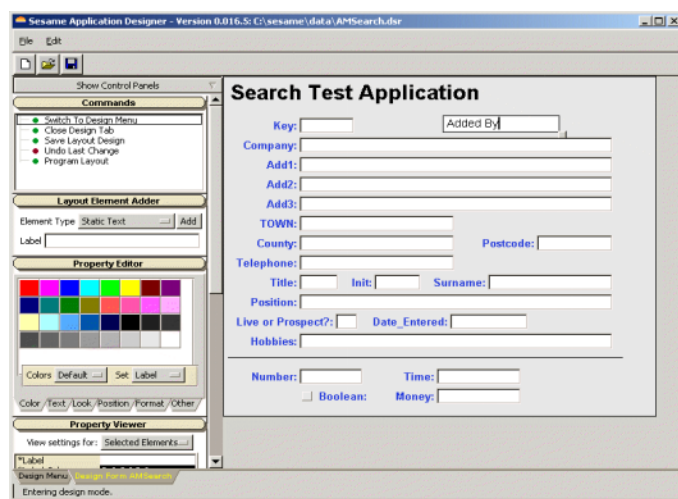 Sesame Application Designer - Version 0.016.5: C:\sesame\data\AMSearch.dsr
File Edit
Show Control Panels
Commands
Switch To Design Menu
Close Design Tab
Save Layout Design
Undo Last Change
Program Layout
Layout Element Adder
Element Type Static Text Add
Label
Property Editor
Colors Default Set Label
Color Text Look Position Format Other
Property Viewer
View settings for: Selected Elements
*Label
Design Menu Design Form AMSearch
Entering design mode.
Search Test Application
Key: Added By
Company:
Add1:
Add2:
Add3:
TOWN:
County: Postcode:
Telephone:
Title: Init: Surname:
Position:
Live or Prospect?: Date_Entered:
Hobbies:
Number: Time:
Boolean: Money: